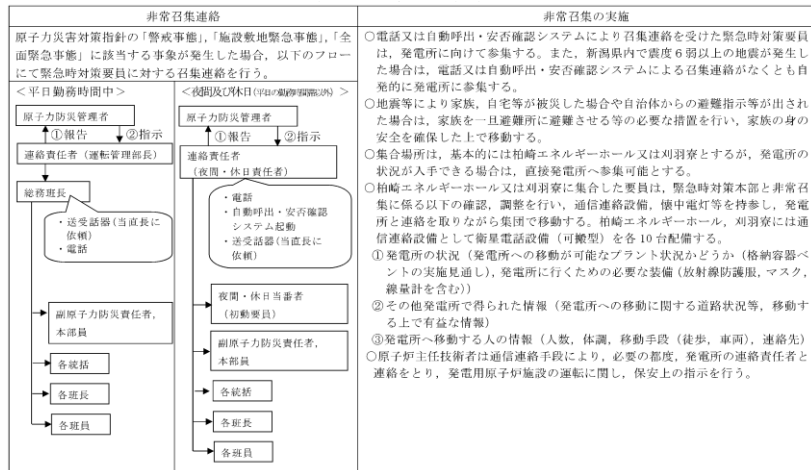 非常召集連絡
原子力災害対策指針の「警戒事態」，「施設敷地緊急事態」，「全
面緊急事態」に該当する事象が発生した場合，以下のフロー
にて緊急時対策要員に対する召集連絡を行う。
＜平日勤務時間中＞
原子力防災管理者
①報告
②指示
連絡責任者（運転管理部長）
総務班長
・送受話器(当直長に
依頼)
・電話
副原子力防災責任者，
本部員
各統括
各班長
各班員
＜夜間及び休日(平日の勤務時間帯以外)＞
原子力防災管理者
①報告
②指示
連絡責任者
（夜間・休日責任者）
・電話
・自動呼出・安否確認
システム起動
・送受話器(当直長に
依頼)
夜間・休日当番者
（初動要員）
副原子力防災責任者，
本部員
各統括
各班長
各班員
非常召集の実施
○電話又は自動呼出・安否確認システムにより召集連絡を受けた緊急時対策要員
は，発電所に向けて参集する。また，新潟県内で震度６弱以上の地震が発生し
た場合は，電話又は自動呼出・安否確認システムによる召集連絡がなくとも自
発的に発電所に参集する。
○地震等により家族，自宅等が被災した場合や自治体からの避難指示等が出され
た場合は，家族を一旦避難所に避難させる等の必要な措置を行い，家族の身の
安全を確保した上で移動する。
○集合場所は，基本的には柏崎エネルギーホール又は刈羽寮とするが，発電所の
状況が入手できる場合は，直接発電所へ参集可能とする。
○柏崎エネルギーホール又は刈羽寮に集合した要員は，緊急時対策本部と非常召
集に係る以下の確認，調整を行い，通信連絡設備，懐中電灯等を持参し，発電
所と連絡を取りながら集団で移動する。柏崎エネルギーホール，刈羽寮には通
信連絡設備として衛星電話設備（可搬型）を各 10 台配備する。
①発電所の状況（発電所への移動が可能なプラント状況かどうか（格納容器ベ
ントの実施見通し），発電所に行くための必要な装備（放射線防護服，マスク，
線量計を含む））
②その他発電所で得られた情報（発電所への移動に関する道路状況等，移動す
る上で有益な情報）
③発電所へ移動する人の情報（人数，体調，移動手段（徒歩，車両），連絡先）
○原子炉主任技術者は通信連絡手段により，必要の都度，発電所の連絡責任者と
連絡をとり，発電用原子炉施設の運転に関し，保安上の指示を行う。